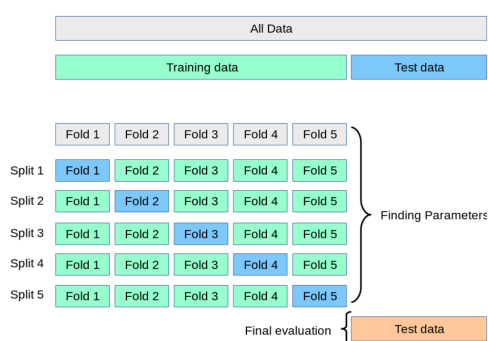 All Data
Training data Test data
Fold 1 Fold 2 Fold 3 Fold 4 Fold 5
Split 1 Fold 1 Fold 2 Fold 3 Fold 4 Fold 5
Split 2 Fold 1 Fold 2 Fold 3 Fold 4 Fold 5
Finding Parameters
Split 3 Fold 1 Fold 2 Fold 3 Fold 4 Fold 5
Split 4 Fold 1 Fold 2 Fold 3 Fold 4 Fold 5
Split 5 Fold 1 Fold 2 Fold 3 Fold 4 Fold 5
Final evaluation Test data